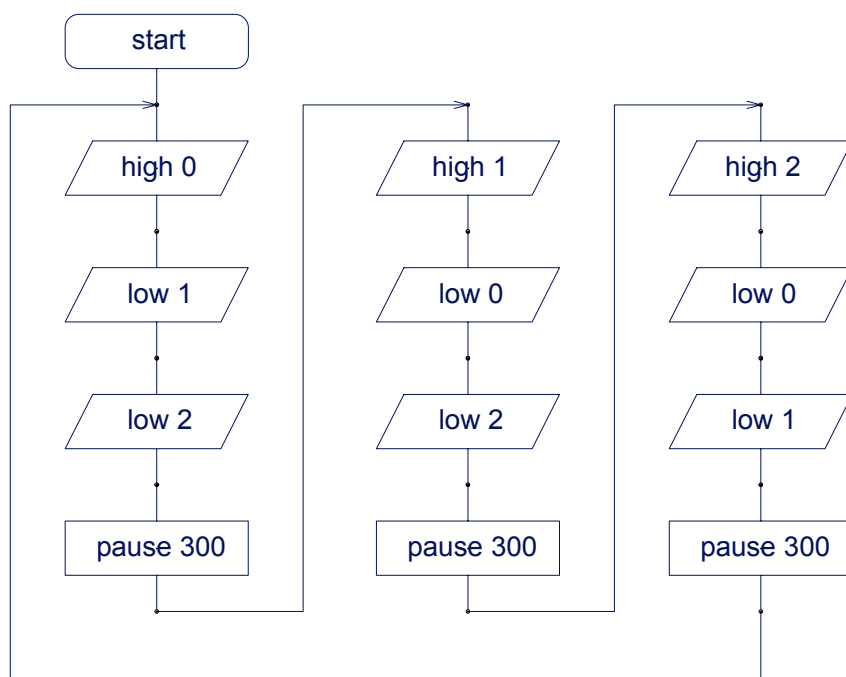 start
high 0
low 1
low 2
pause 300
high 1
low 0
low 2
pause 300
high 2
low 0
low 1
pause 300